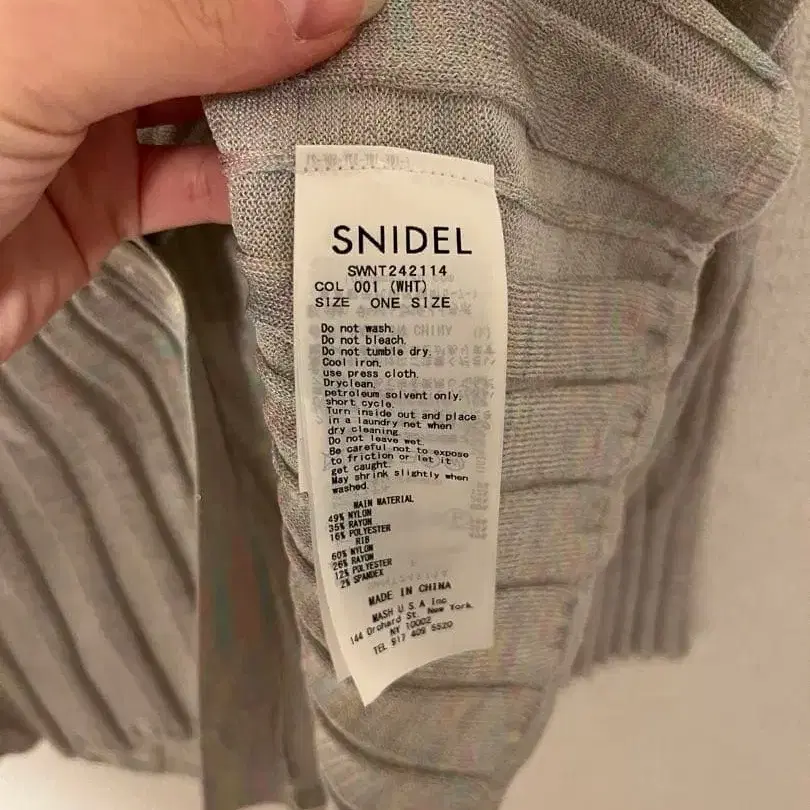 SNIDEL
SWNT242114
COL 001 (WHT)
SIZE ONE SIZE
Do not wash.
Do not bleach.
Do not tumble dry.
Cool iron.
use press cloth.
Dryclean.
petroleum solvent only.
short cycle.
Turn inside out and place
in a laundry net when
dry cleaning.
Do not leave wet.
Be careful not to expose
to friction or let it
get caught.
May shrink slightly when
washed.
MAIN MATERIAL
49% NYLON
35% RAYON
16% POLYESTER
RIB
60% NYLON
26% RAYON
12% POLYESTER
2% SPANDEX
MADE IN CHINA
MASH U.S.A Inc.
144 Orchard St. New York,
NY 10002
TEL 917 409 5520